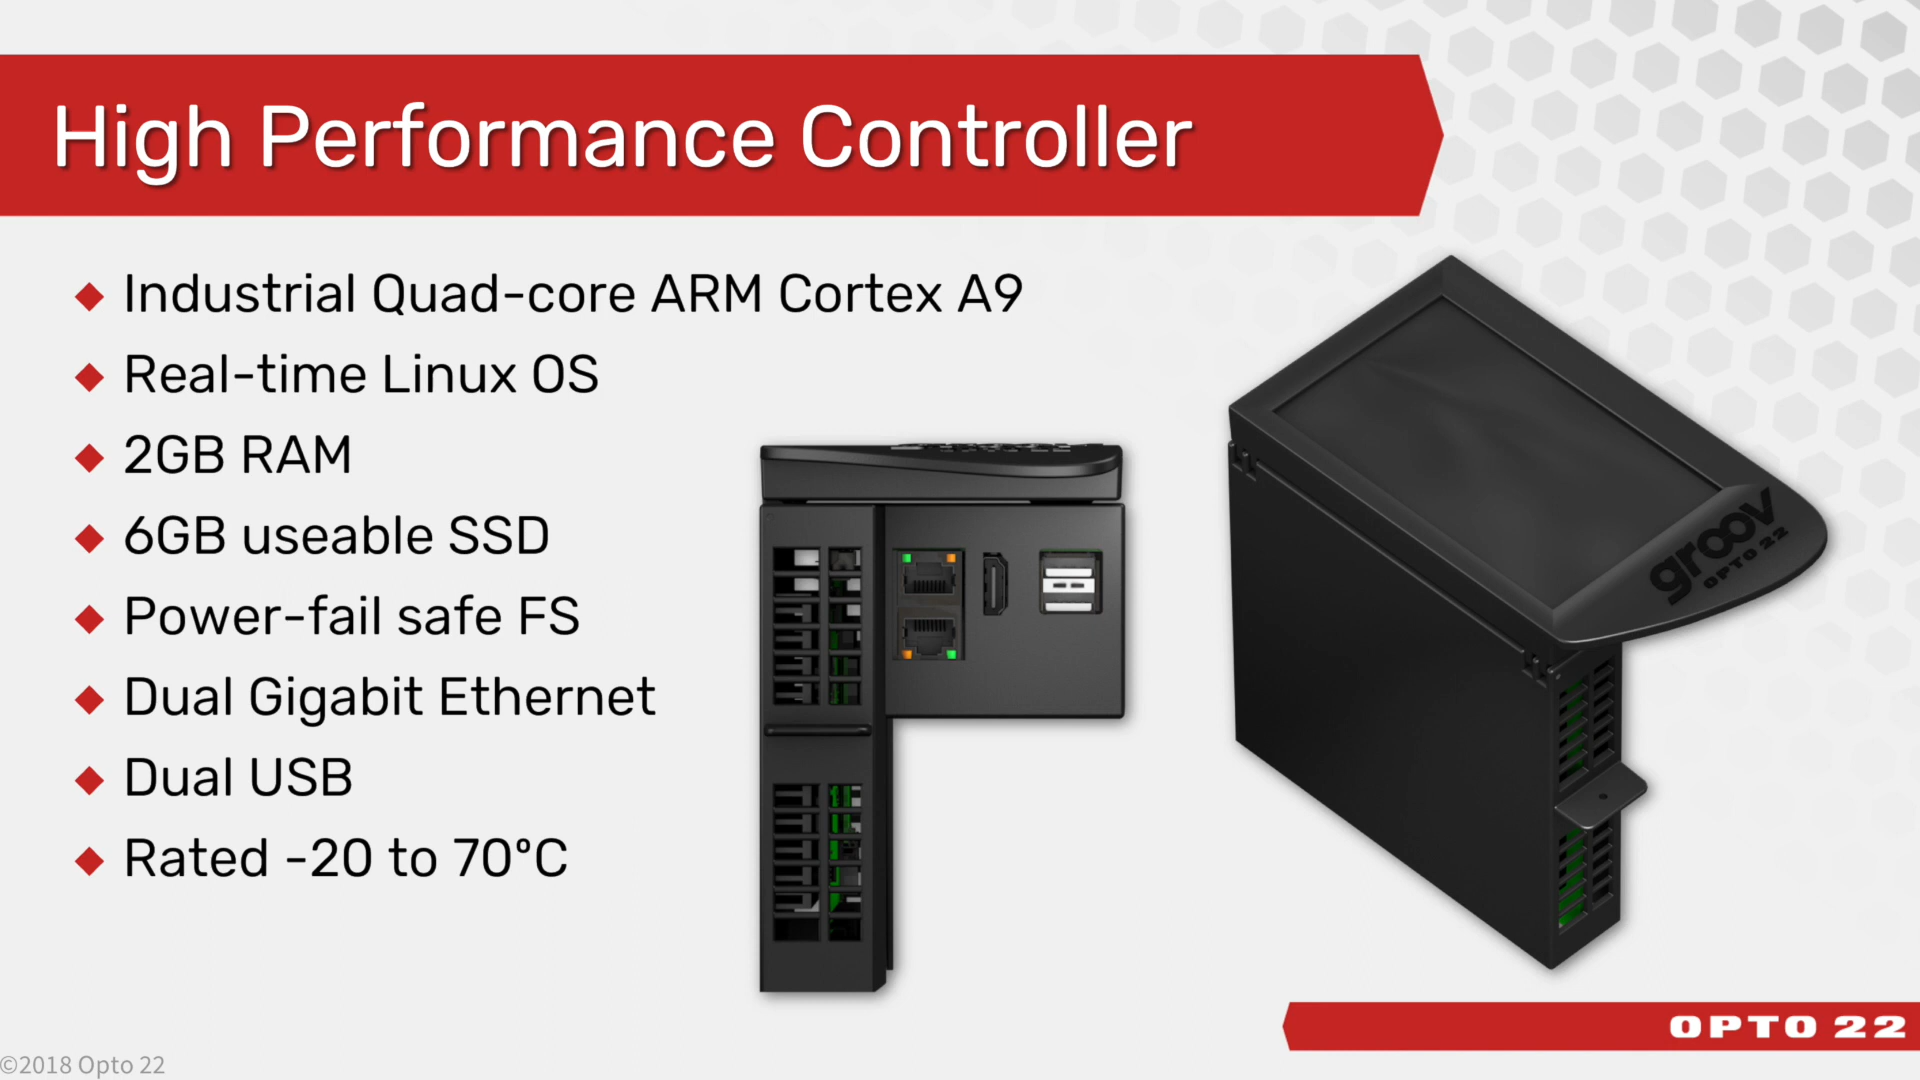 High Performance Controller
Industrial Quad-core ARM Cortex A9
Real-time Linux OS
2GB RAM
6GB useable SSD
Power-fail safe FS
Dual Gigabit Ethernet
Dual USB
Rated -20 to 70°C
groov
OPTO 22
OPTO 22
©2018 Opto 22